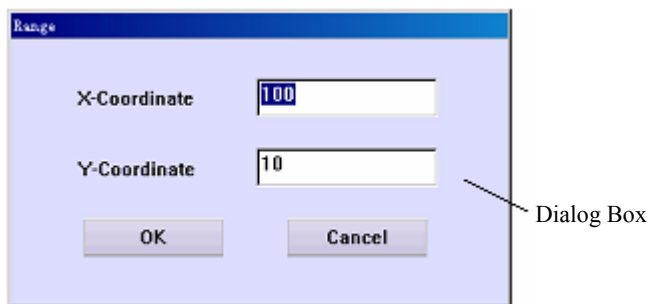 Range
X-Coordinate 100
Y-Coordinate 10
Dialog Box
OK Cancel